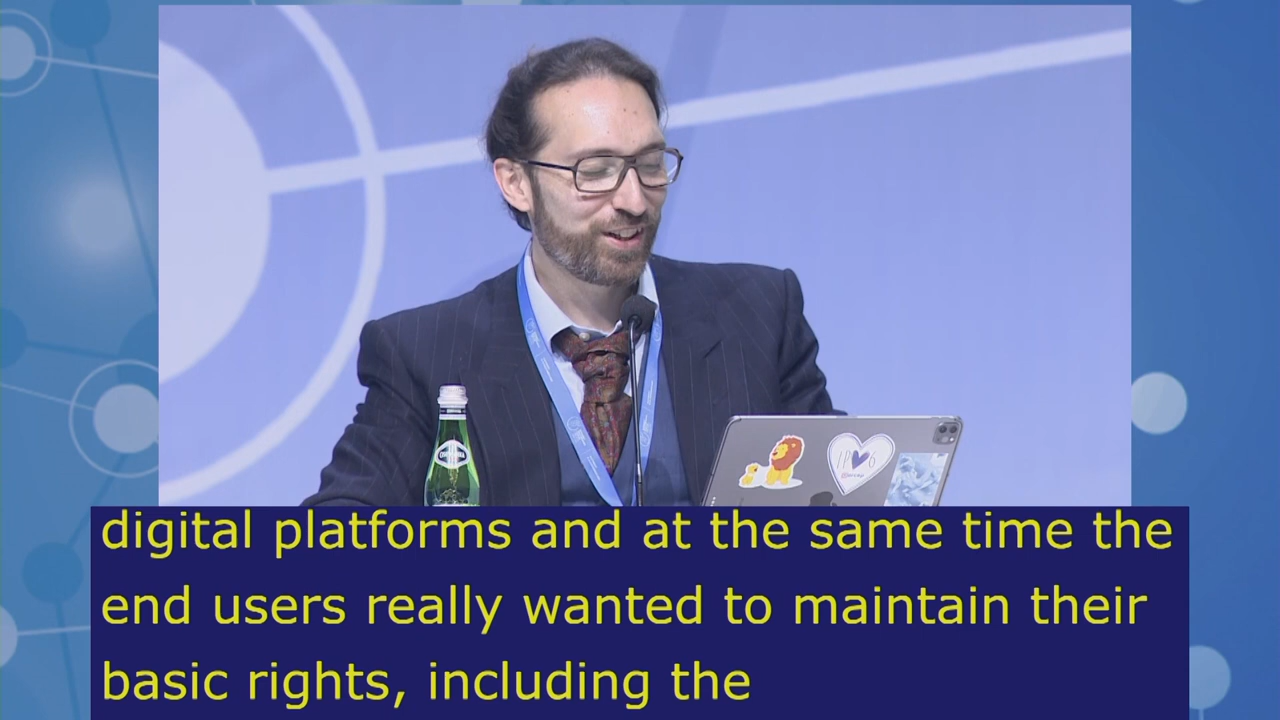 IPv6
digital platforms and at the same time the
end users really wanted to maintain their
basic rights, including the